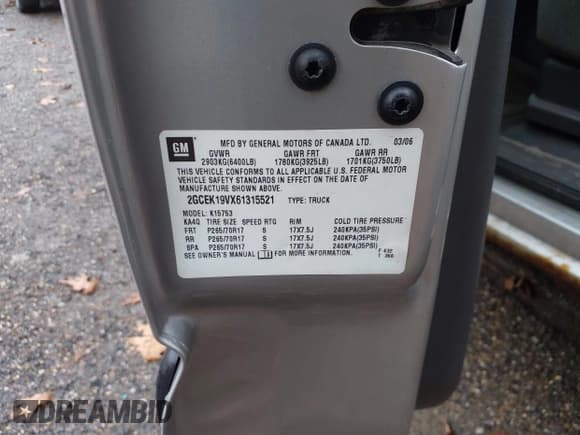 GM
MFD BY GENERAL MOTORS OF CANADA LTD. 03/06
GVWR GAWR FRT GAWR RR
2903KG(6400LB) 1780KG(3925LB) 1701KG(3750LB)
THIS VEHICLE CONFORMS TO ALL APPLICABLE U.S. FEDERAL MOTOR
VEHICLE SAFETY STANDARDS IN EFFECT ON THE DATE OF
MANUFACTURE SHOWN ABOVE.
2GCEK19VX61315521 TYPE: TRUCK
MODEL: K15753
KA4Q TIRE SIZE SPEED RTG RIM COLD TIRE PRESSURE
FRT P265/70R17 S 17X7.5J 240KPA(35PSI)
RR P265/70R17 S 17X7.5J 240KPA(35PSI)
SPA P265/70R17 S 17X7.5J 240KPA(35PSI)
SEE OWNER'S MANUAL FOR MORE INFORMATION.
F 432
T 366
DREAMBID